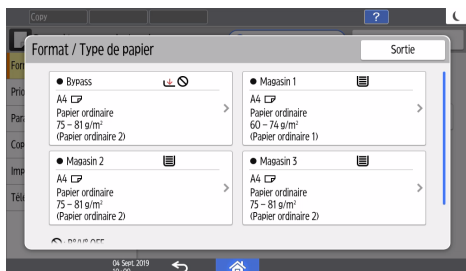 Copy
?
Format / Type de papier
Sortie
Bypass
A4
Papier ordinaire
75 – 81 g/m²
(Papier ordinaire 2)
Magasin 1
A4
Papier ordinaire
60 – 74 g/m²
(Papier ordinaire 1)
Magasin 2
A4
Papier ordinaire
75 – 81 g/m²
(Papier ordinaire 2)
Magasin 3
A4
Papier ordinaire
75 – 81 g/m²
(Papier ordinaire 2)
04 Sept. 2019